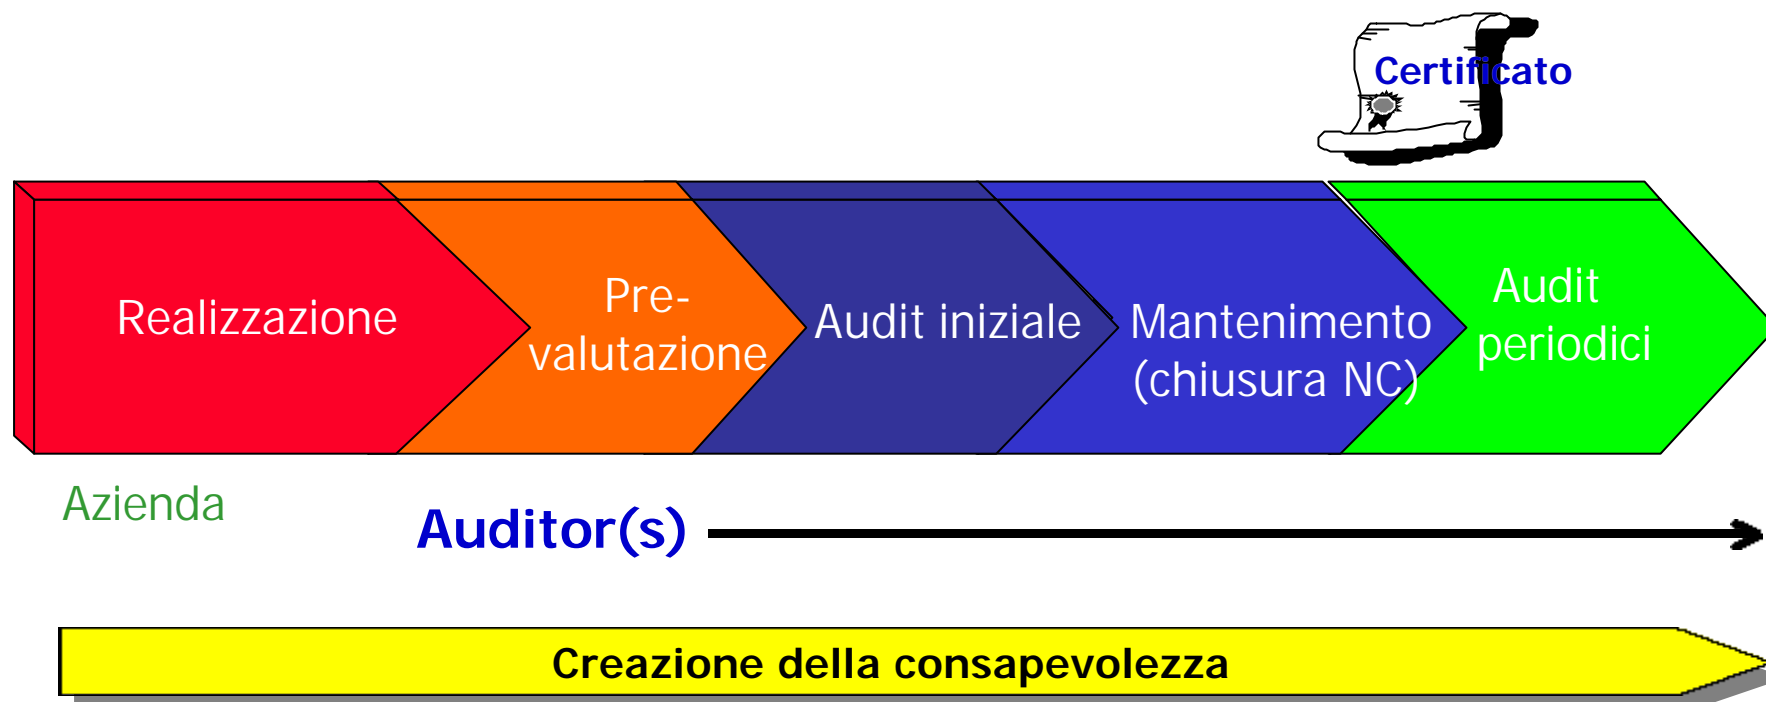 Certificato
Realizzazione
Pre-
valutazione
Audit iniziale
Mantenimento
(chiusura NC)
Audit
periodici
Azienda
Auditor(s)
Creazione della consapevolezza